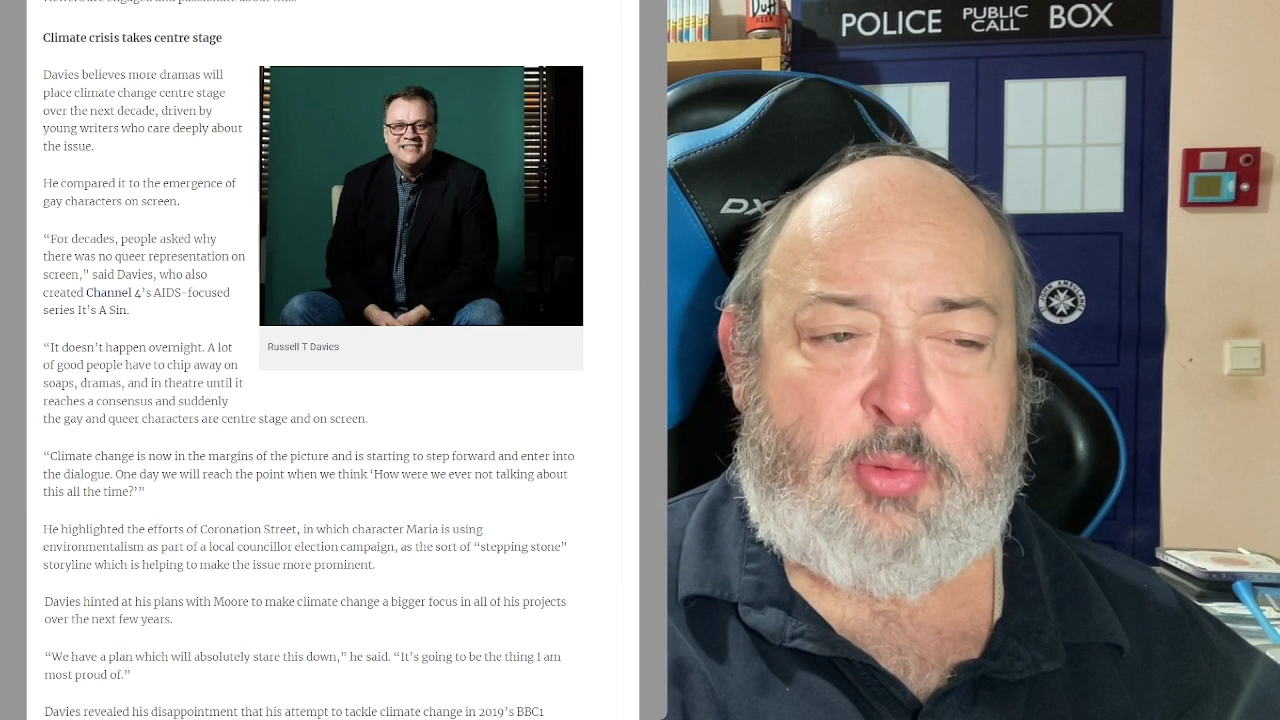 Climate crisis takes centre stage
Davies believes more dramas will
place climate change centre stage
over the next decade, driven by
young writers who care deeply about
the issue.
He compared it to the emergence of
gay characters on screen.
“For decades, people asked why
there was no queer representation on
screen,” said Davies, who also
created Channel 4’s AIDS-focused
series It’s A Sin.
“It doesn’t happen overnight. A lot
of good people have to chip away on
soaps, dramas, and in theatre until it
reaches a consensus and suddenly
the gay and queer characters are centre stage and on screen.
Russell T Davies
“Climate change is now in the margins of the picture and is starting to step forward and enter into
the dialogue. One day we will reach the point when we think ‘How were we ever not talking about
this all the time?’”
He highlighted the efforts of Coronation Street, in which character Maria is using
environmentalism as part of a local councillor election campaign, as the sort of “stepping stone”
storyline which is helping to make the issue more prominent.
Davies hinted at his plans with Moore to make climate change a bigger focus in all of his projects
over the next few years.
“We have a plan which will absolutely stare this down,” he said. “It’s going to be the thing I am
most proud of.”
Davies revealed his disappointment that his attempt to tackle climate change in 2019’s BBC1
Duff
BEER
POLICE PUBLIC CALL BOX
DX
ST JOHN AMBULANCE